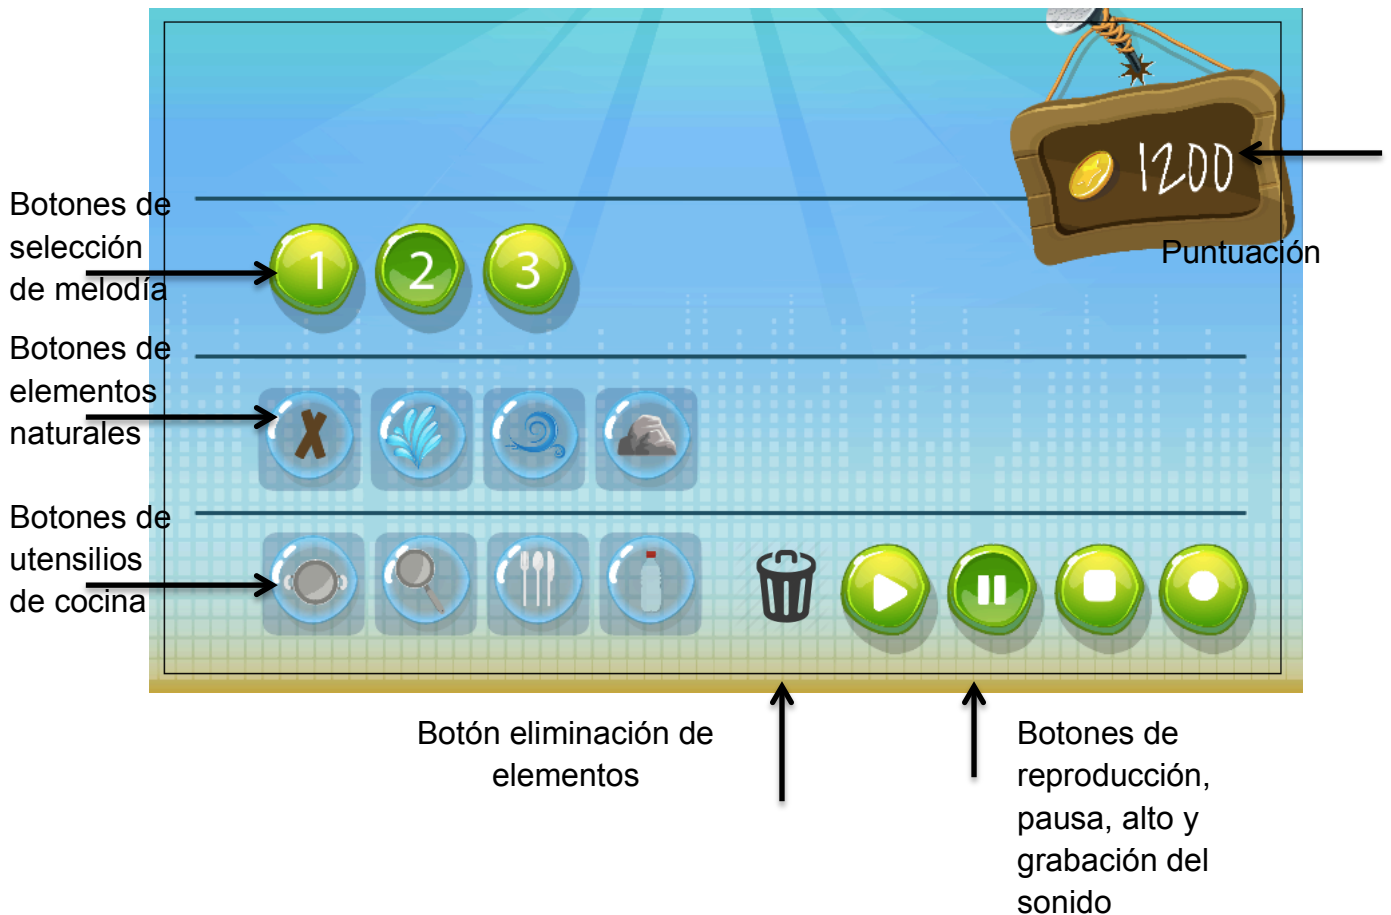 1200
Puntuación
Botones de
selección
de melodía
1 2 3
Botones de
elementos
naturales
Botones de
utensilios
de cocina
Botón eliminación de
elementos
Botones de
reproducción,
pausa, alto y
grabación del
sonido